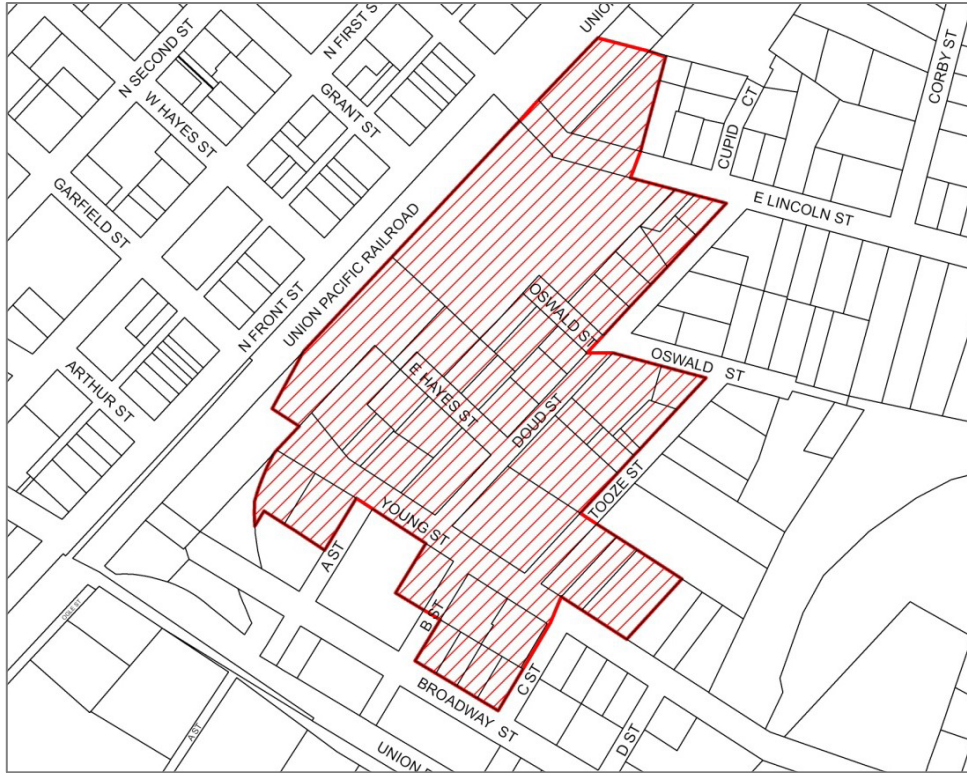 N SECOND ST
N FIRST S
UNIO
CORBY ST
W HAYES ST
GRANT ST
CUPID CT
GARFIELD ST
E LINCOLN ST
UNION PACIFIC RAILROAD
N FRONT ST
OSWALD ST
OSWALD ST
ARTHUR ST
E HAYES ST
DOUD ST
TOOZE ST
YOUNG ST
A ST
OGLE ST
B ST
C ST
BROADWAY ST
A ST
D ST
UNION P